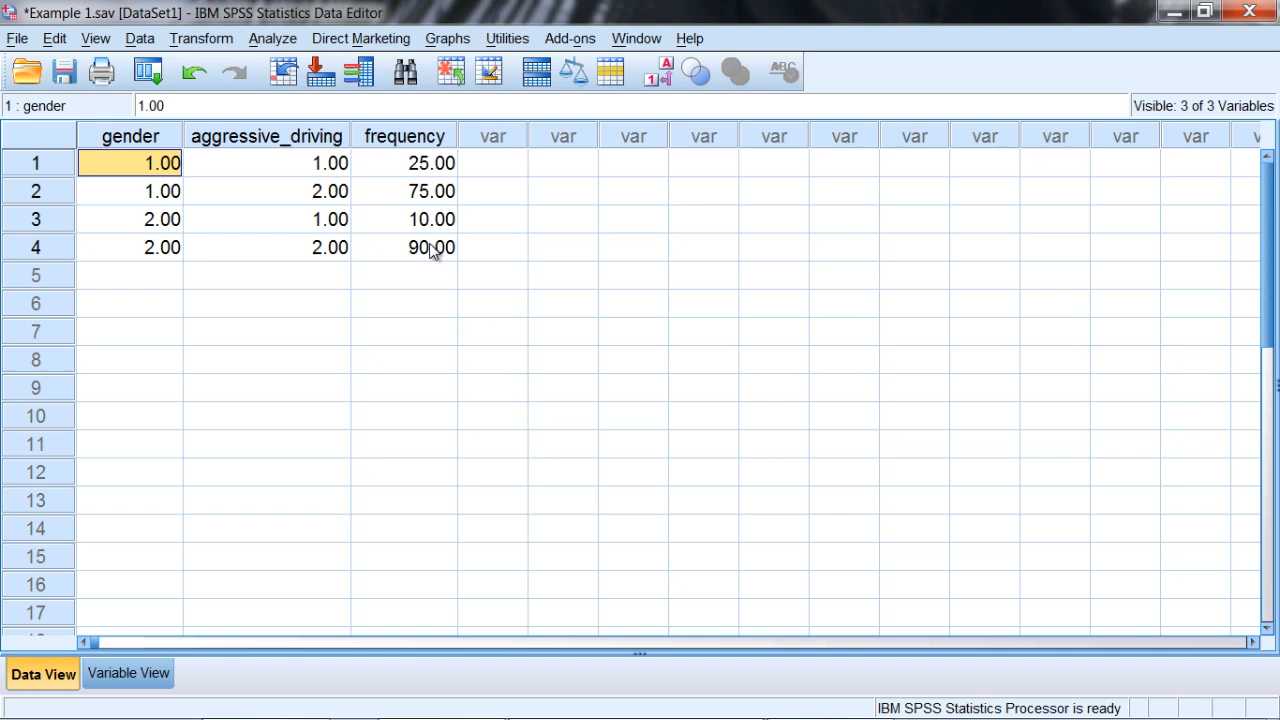 *Example 1.sav [DataSet1] - IBM SPSS Statistics Data Editor
File Edit View Data Transform Analyze Direct Marketing Graphs Utilities Add-ons Window Help
1 : gender 1.00 Visible: 3 of 3 Variables
gender aggressive_driving frequency var var var var var var var var var var var
1 1.00 1.00 25.00
2 1.00 2.00 75.00
3 2.00 1.00 10.00
4 2.00 2.00 90.00
5
6
7
8
9
10
11
12
13
14
15
16
17
Data View Variable View
IBM SPSS Statistics Processor is ready